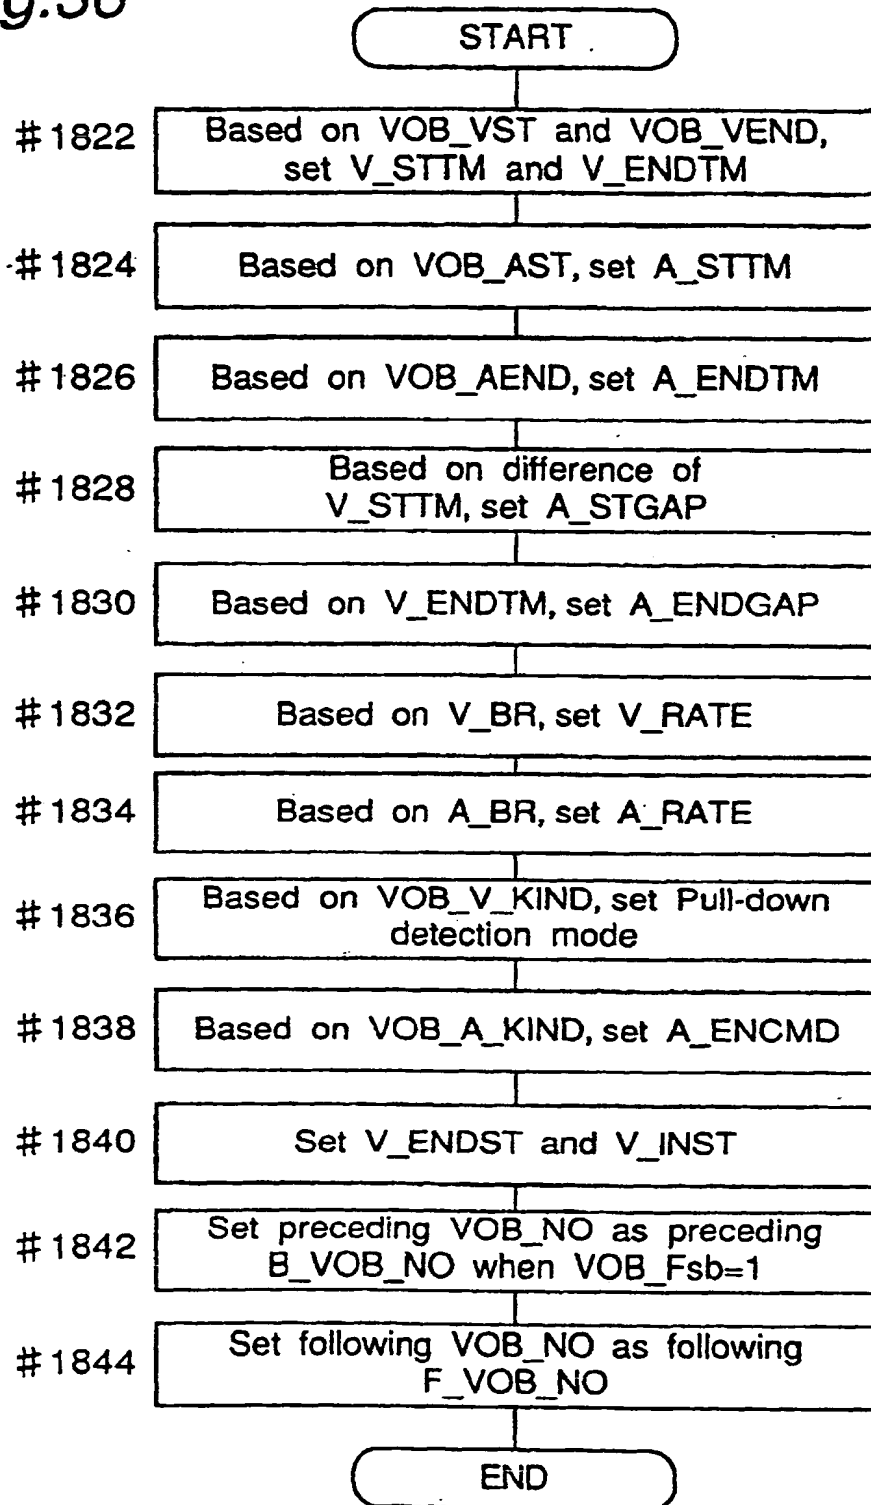 g.56
START
#1822
Based on VOB_VST and VOB_VEND,
set V_STTM and V_ENDTM
#1824
Based on VOB_AST, set A_STTM
#1826
Based on VOB_AEND, set A_ENDTM
#1828
Based on difference of
V_STTM, set A_STGAP
#1830
Based on V_ENDTM, set A_ENDGAP
#1832
Based on V_BR, set V_RATE
#1834
Based on A_BR, set A_RATE
#1836
Based on VOB_V_KIND, set Pull-down
detection mode
#1838
Based on VOB_A_KIND, set A_ENCMD
#1840
Set V_ENDST and V_INST
#1842
Set preceding VOB_NO as preceding
B_VOB_NO when VOB_Fsb=1
#1844
Set following VOB_NO as following
F_VOB_NO
END